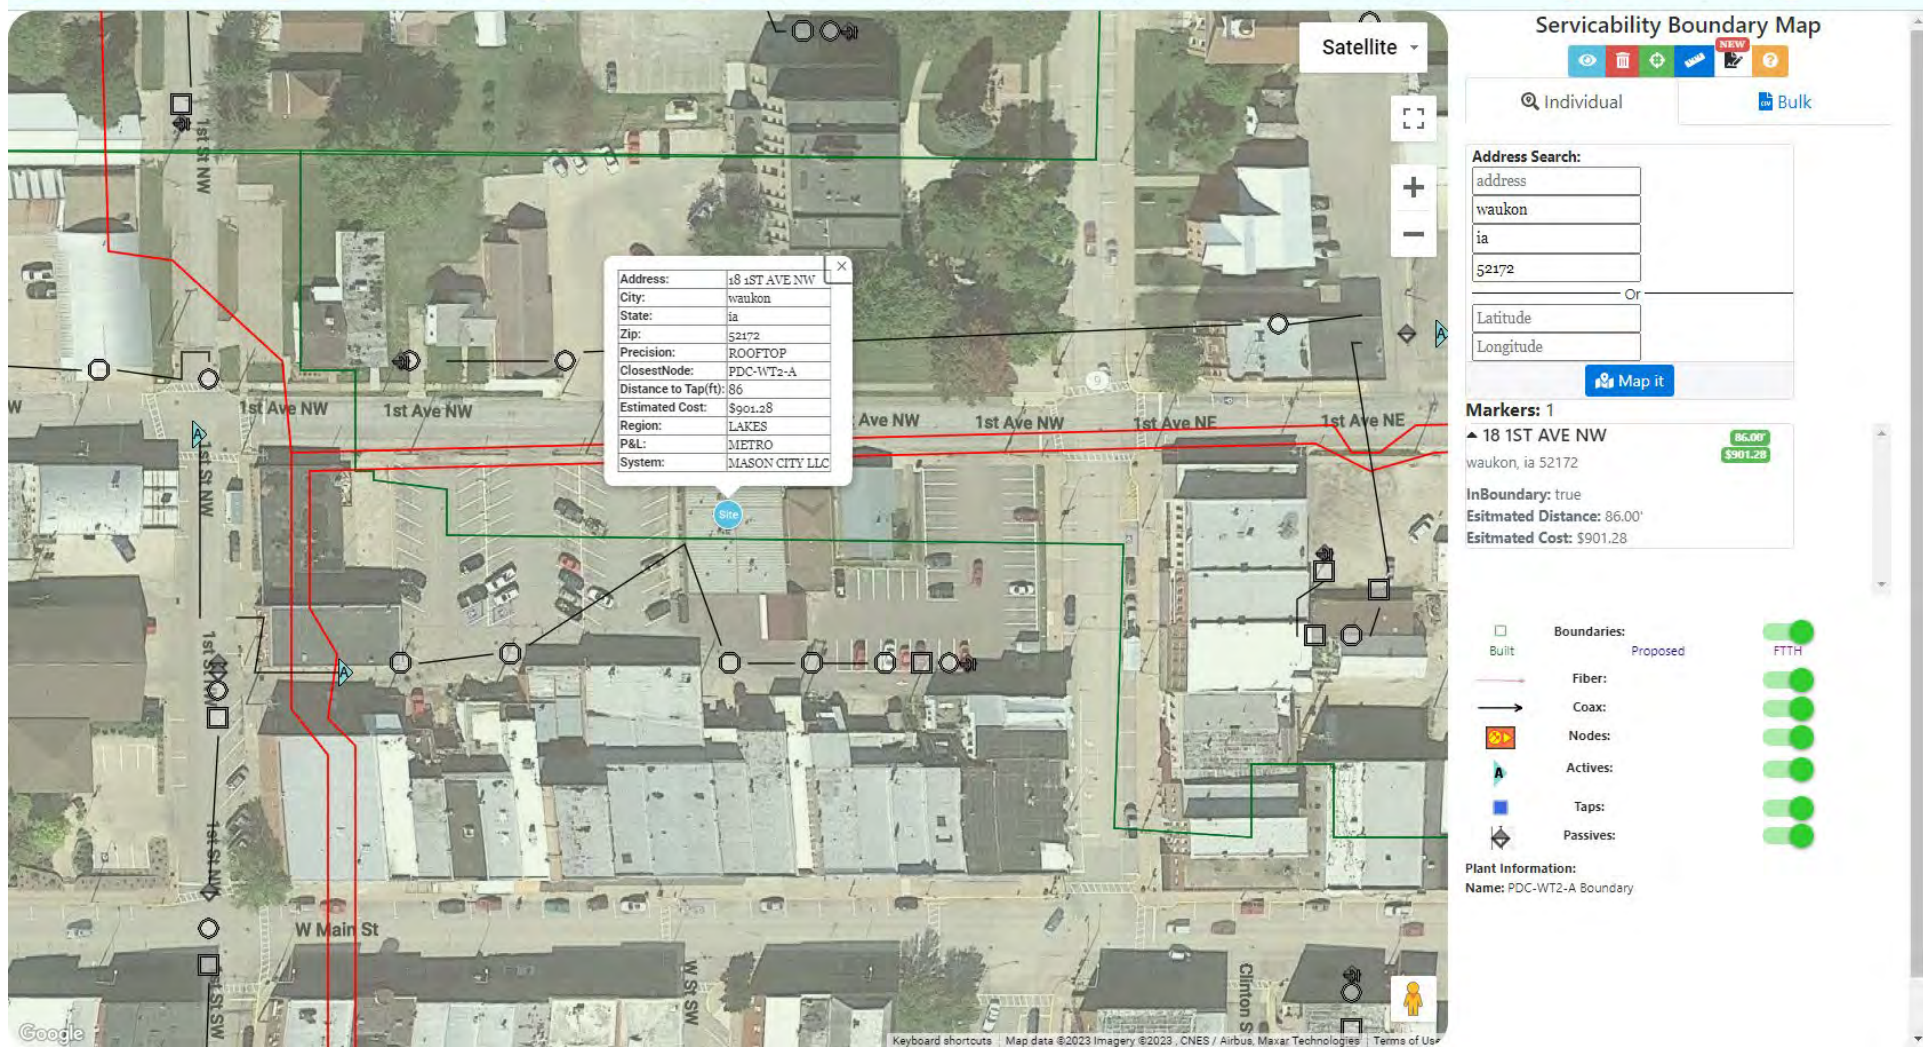 Servicability Boundary Map
NEW
Individual
Bulk
Address Search:
address
waukon
ia
52172
Or
Latitude
Longitude
Map it
Markers: 1
18 1ST AVE NW
86.00'
$901.28
waukon, ia 52172
InBoundary: true
Esitmated Distance: 86.00'
Esitmated Cost: $901.28
Boundaries:
Built
Proposed
FTTH
Fiber:
Coax:
Nodes:
A
Actives:
Taps:
Passives:
Plant Information:
Name: PDC-WT2-A Boundary
Satellite
Address: 18 1ST AVE NW
City: waukon
State: ia
Zip: 52172
Precision: ROOFTOP
ClosestNode: PDC-WT2-A
Distance to Tap(ft): 86
Estimated Cost: $901.28
Region: LAKES
P&L: METRO
System: MASON CITY LLC
Site
1st St NW
A
9
W
1st Ave NW
1st Ave NW
Ave NW
1st Ave NW
1st Ave NE
1st Ave NE
A
1st St NW
1st St NW
A
1st St NW
W Main St
1st St SW
W St SW
Clinton S
Google
Keyboard shortcuts
Map data ©2023 Imagery ©2023 , CNES / Airbus, Maxar Technologies
Terms of Use